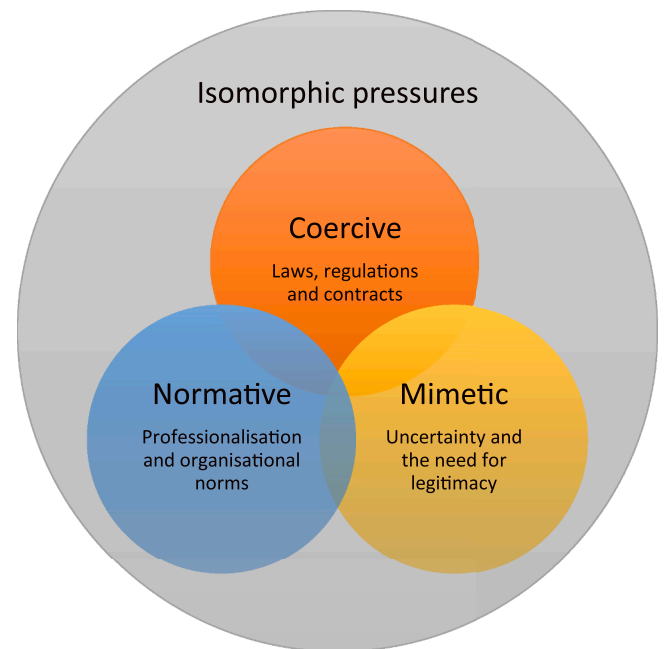 Isomorphic pressures
Coercive
Laws, regulations
and contracts
Normative
Professionalisation
and organisational
norms
Mimetic
Uncertainty and
the need for
legitimacy